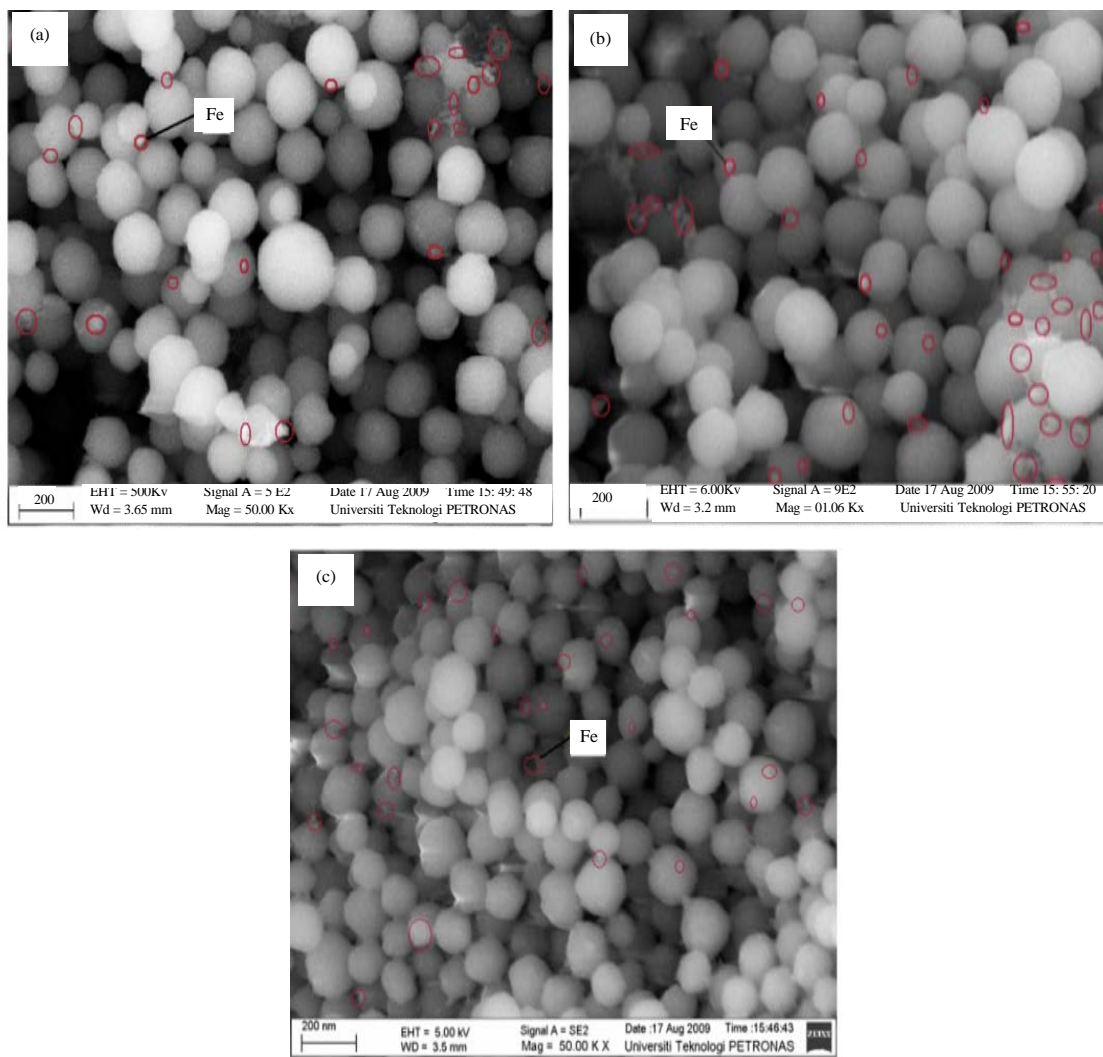 (a)
Fe
200
EHT = 500Kv Signal A = 5 E2 Date 17 Aug 2009 Time 15: 49: 48
Wd = 3.65 mm Mag = 50.00 Kx Universiti Teknologi PETRONAS
(b)
Fe
200
EHT = 6.00Kv Signal A = 9E2 Date 17 Aug 2009 Time 15: 55: 20
Wd = 3.2 mm Mag = 01.06 Kx Universiti Teknologi PETRONAS
(c)
Fe
200 nm
EHT = 5.00 kV Signal A = SE2 Date :17 Aug 2009 Time :15:46:43
WD = 3.5 mm Mag = 50.00 K X Universiti Teknologi PETRONAS
ZEISS